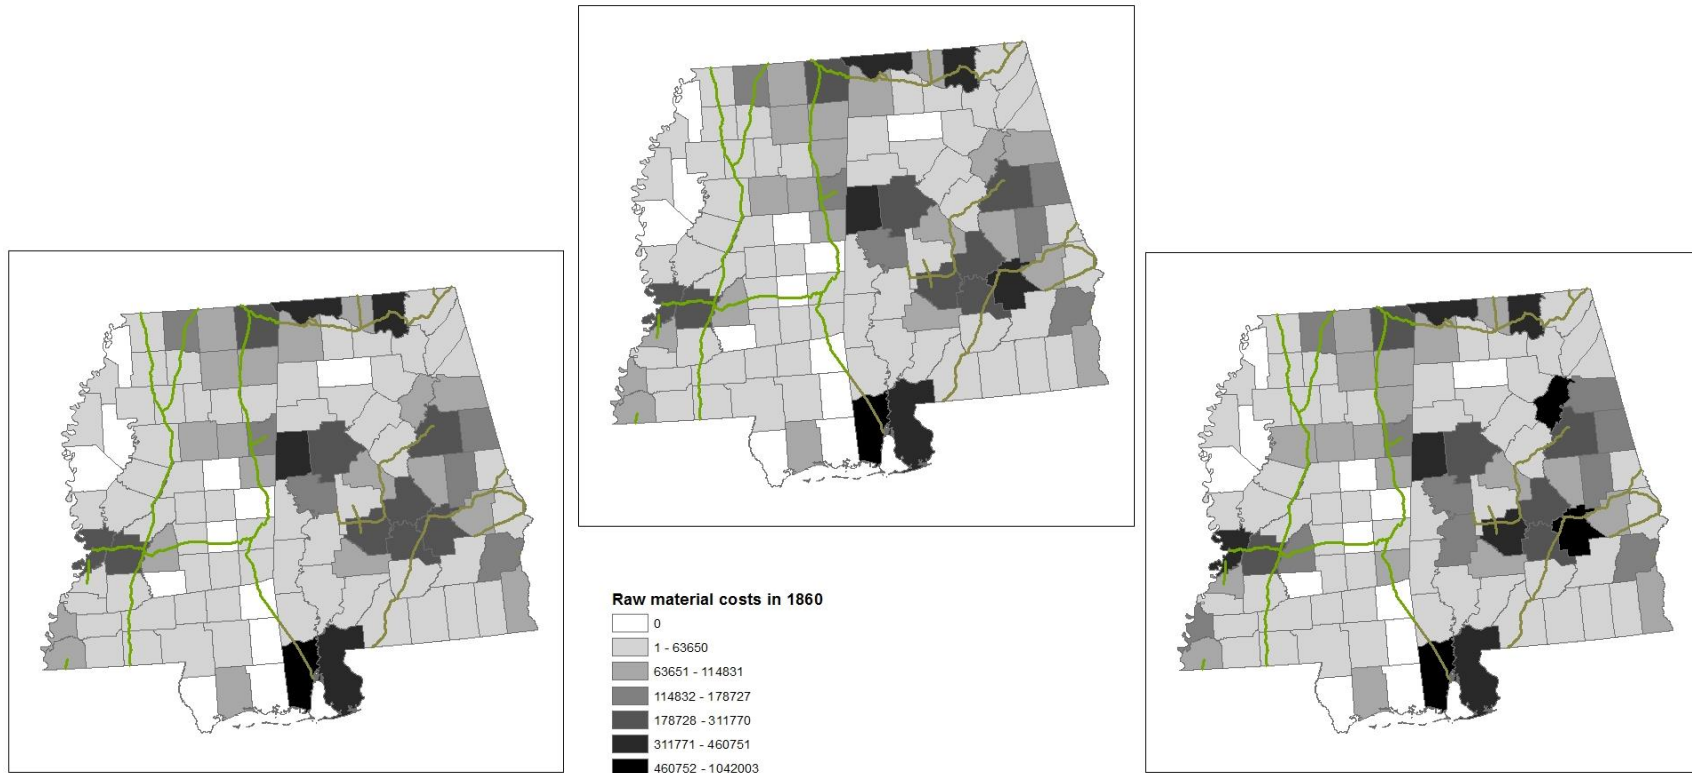 Raw material costs in 1860
0
1 - 63650
63651 - 114831
114832 - 178727
178728 - 311770
311771 - 460751
460752 - 1042003